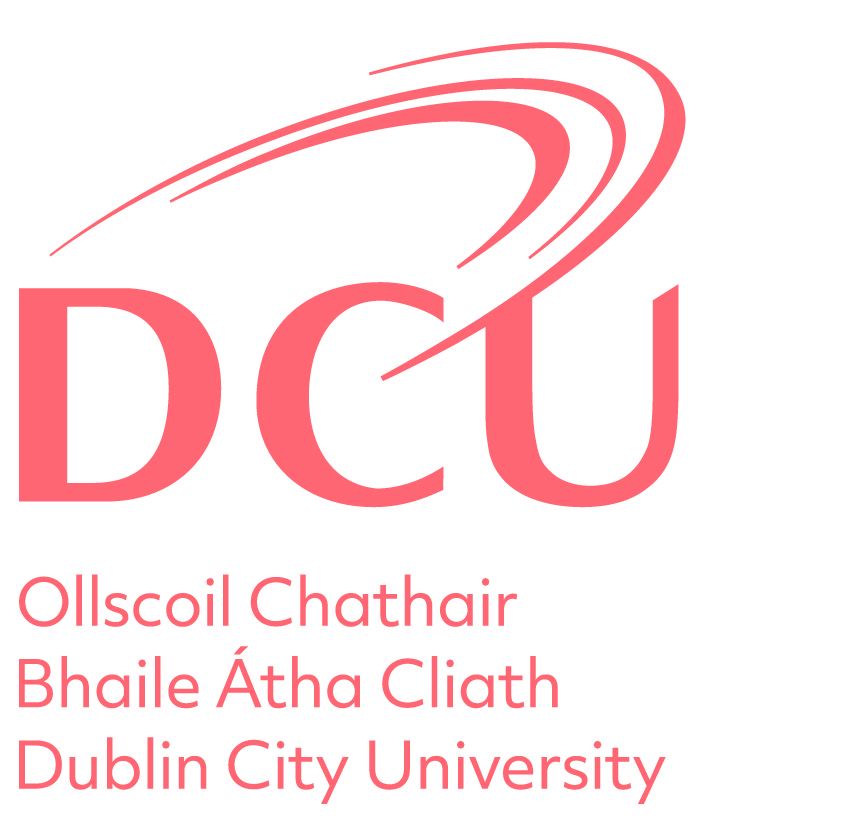 DCU
Ollscoil Chathair
Bhaile Átha Cliath
Dublin City University